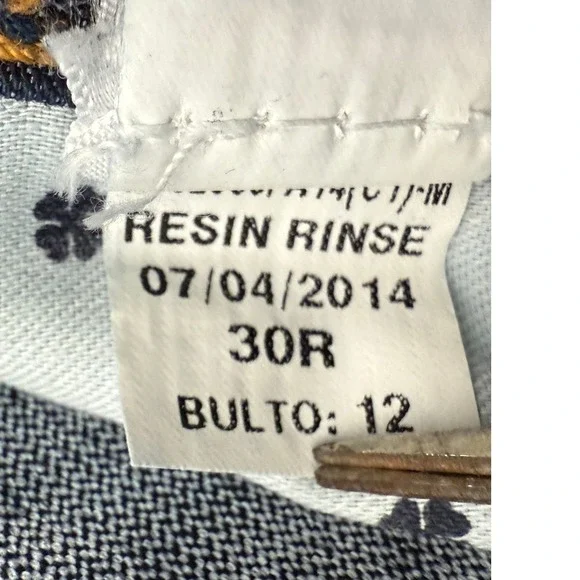 RESIN RINSE
07/04/2014
30R
BULTO: 12